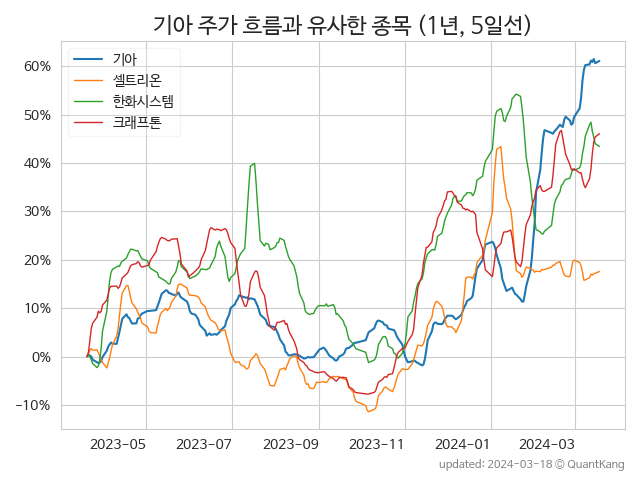 기아 주가 흐름과 유사한 종목 (1년, 5일선)
기아
셀트리온
한화시스템
크래프톤
60%
50%
40%
30%
20%
10%
0%
−10%
2023-05 2023-07 2023-09 2023-11 2024-01 2024-03
updated: 2024-03-18 © QuantKang